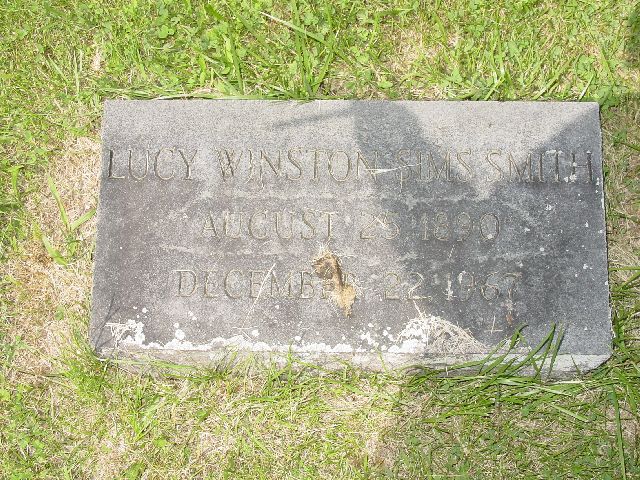 LUCY WINSTON SIMS SMITH
AUGUST 25 1890
DECEMBER 22 1967